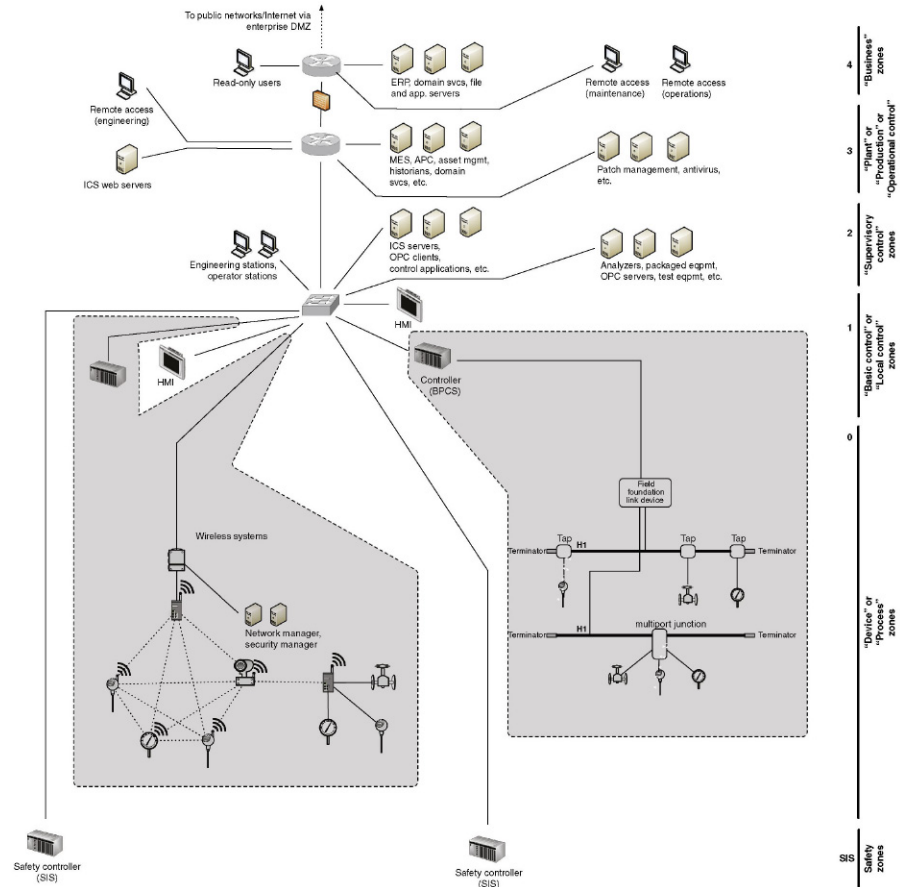 To public networks/Internet via
enterprise DMZ
Read-only users
ERP, domain svcs, file
and app. servers
Remote access
(maintenance)
Remote access
(operations)
4
"Business"
zones
Remote access
(engineering)
ICS web servers
MES, APC, asset mgmt,
historians, domain
svcs, etc.
Patch management, antivirus,
etc.
3
"Plant" or
"Production" or
"Operational control"
zones
Engineering stations,
operator stations
ICS servers,
OPC clients,
control applications, etc.
Analyzers, packaged eqpmt,
OPC servers, test eqpmt, etc.
2
"Supervisory
control"
zones
HMI
HMI
Controller
(BPCS)
1
"Basic control" or
"Local control"
zones
0
Field
foundation
link device
Wireless systems
Terminator
Tap
H1
Tap
Tap
Terminator
Network manager,
security manager
Terminator
H1
multiport junction
Terminator
"Device" or
"Process"
zones
Safety controller
(SIS)
Safety controller
(SIS)
SIS
Safety
zones